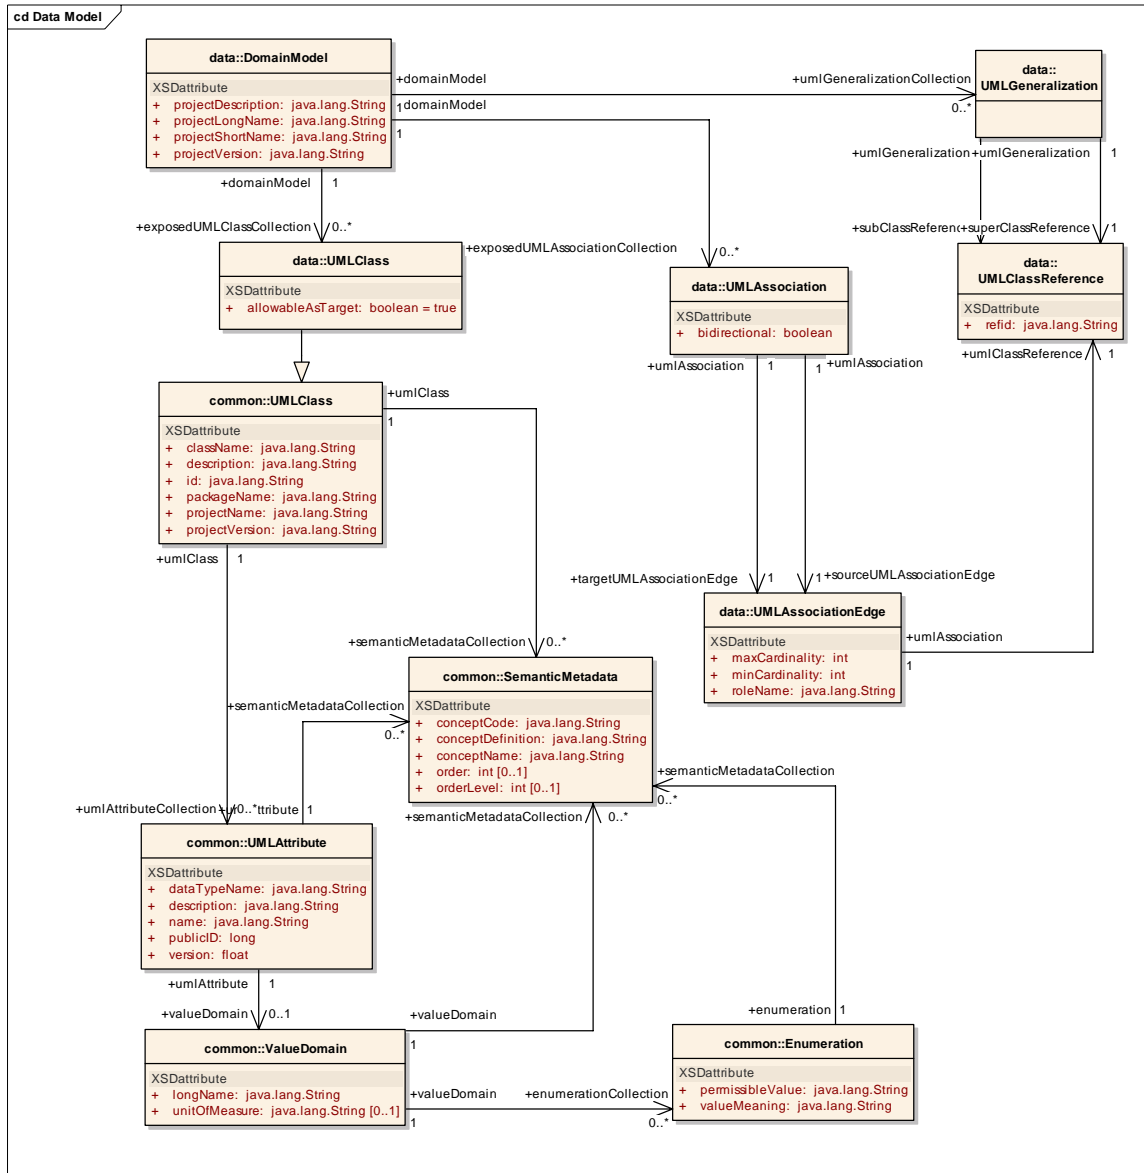 cd Data Model
data::DomainModel
XSDattribute
+ projectDescription: java.lang.String
+ projectLongName: java.lang.String
+ projectShortName: java.lang.String
+ projectVersion: java.lang.String
+domainModel
1
+umlGeneralizationCollection
0..*
domainModel
1
data::
UMLGeneralization
+umlGeneralization
+umlGeneralization
1
+domainModel 1
+exposedUMLClassCollection 0..*
+exposedUMLAssociationCollection
0..*
+subClassReferen
+superClassReference 1
data::UMLClass
XSDattribute
+ allowableAsTarget: boolean = true
data::UMLAssociation
XSDattribute
+ bidirectional: boolean
data::
UMLClassReference
XSDattribute
+ refid: java.lang.String
+umlClassReference 1
+umlAssociation 1
1 +umlAssociation
common::UMLClass
XSDattribute
+ className: java.lang.String
+ description: java.lang.String
+ id: java.lang.String
+ packageName: java.lang.String
+ projectName: java.lang.String
+ projectVersion: java.lang.String
+umlClass
1
+umlClass 1
+targetUMLAssociationEdge 1
1 +sourceUMLAssociationEdge
data::UMLAssociationEdge
XSDattribute
+ maxCardinality: int
+ minCardinality: int
+ roleName: java.lang.String
+umlAssociation
1
+semanticMetadataCollection 0..*
common::SemanticMetadata
XSDattribute
+ conceptCode: java.lang.String
+ conceptDefinition: java.lang.String
+ conceptName: java.lang.String
+ order: int [0..1]
+ orderLevel: int [0..1]
+semanticMetadataCollection
0..*
+semanticMetadataCollection
0..*
+semanticMetadataCollection 0..*
+umlAttributeCollection 0..* ttribute 1
common::UMLAttribute
XSDattribute
+ dataTypeName: java.lang.String
+ description: java.lang.String
+ name: java.lang.String
+ publicID: long
+ version: float
+umlAttribute 1
+valueDomain 0..1
common::ValueDomain
XSDattribute
+ longName: java.lang.String
+ unitOfMeasure: java.lang.String [0..1]
+valueDomain
1
+enumeration 1
+valueDomain
1
+enumerationCollection
0..*
common::Enumeration
XSDattribute
+ permissibleValue: java.lang.String
+ valueMeaning: java.lang.String